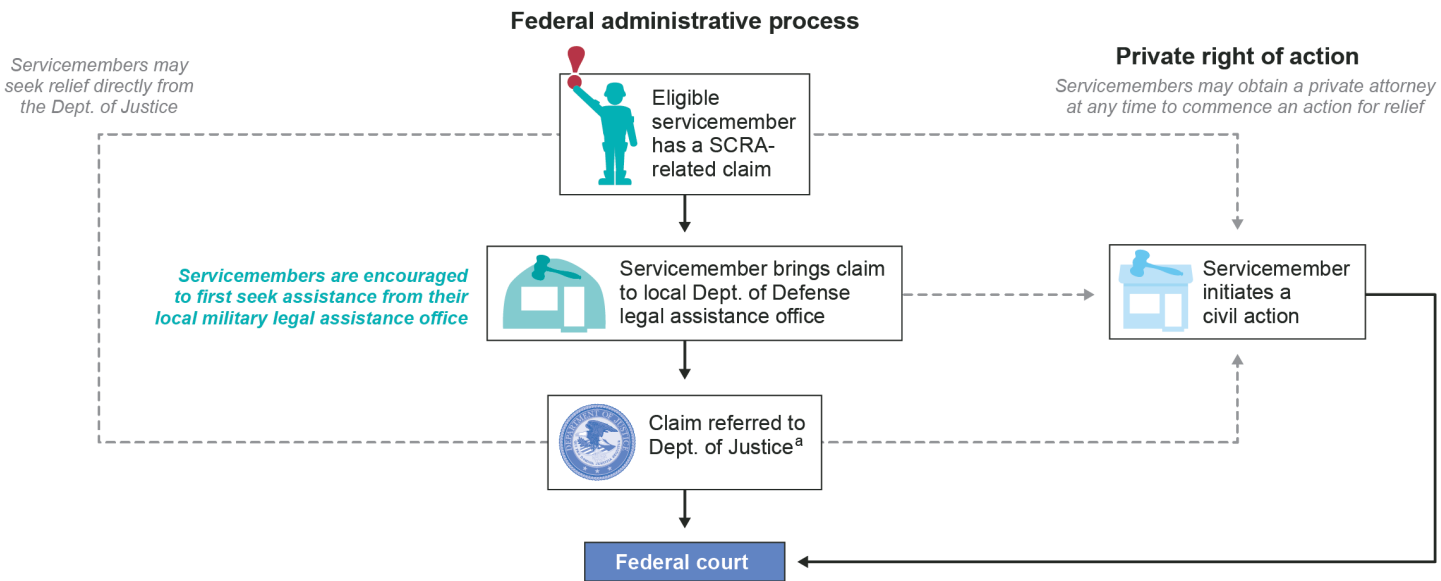 Federal administrative process
Servicemembers may
seek relief directly from
the Dept. of Justice
Private right of action
Servicemembers may obtain a private attorney
at any time to commence an action for relief
Eligible
servicemember
has a SCRA-
related claim
Servicemembers are encouraged
to first seek assistance from their
local military legal assistance office
Servicemember brings claim
to local Dept. of Defense
legal assistance office
Servicemember
initiates a
civil action
Claim referred to
Dept. of Justiceᵃ
DEPARTMENT OF JUSTICE
Federal court